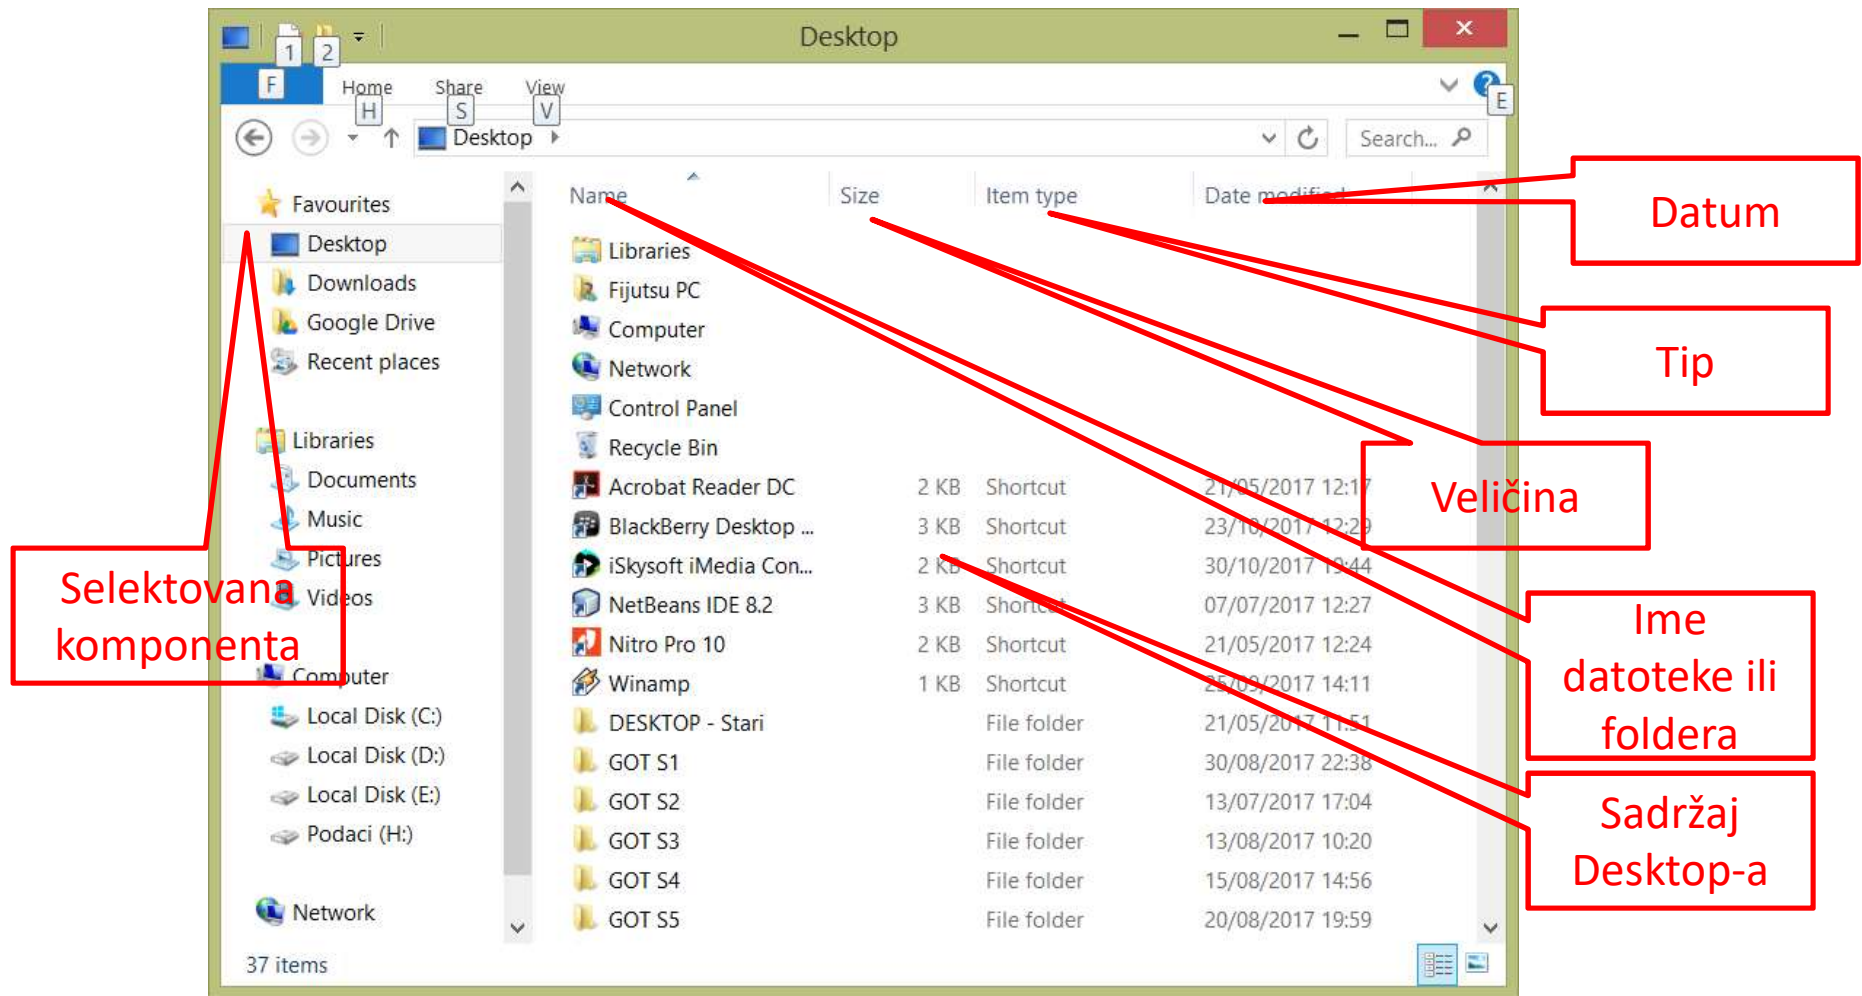 Desktop
1 2
F Home Share View
H S V E
Desktop Search...
Name Size Item type Date modified
Favourites
Desktop
Downloads
Google Drive
Recent places
Libraries
Documents
Music
Pictures
Videos
Computer
Local Disk (C:)
Local Disk (D:)
Local Disk (E:)
Podaci (H:)
Network
Libraries
Fijutsu PC
Computer
Network
Control Panel
Recycle Bin
Acrobat Reader DC 2 KB Shortcut 21/05/2017 12:17
BlackBerry Desktop ... 3 KB Shortcut 23/10/2017 12:29
iSkysoft iMedia Con... 2 KB Shortcut 30/10/2017 19:44
NetBeans IDE 8.2 3 KB Shortcut 07/07/2017 12:27
Nitro Pro 10 2 KB Shortcut 21/05/2017 12:24
Winamp 1 KB Shortcut 25/09/2017 14:11
DESKTOP - Stari File folder 21/05/2017 11:51
GOT S1 File folder 30/08/2017 22:38
GOT S2 File folder 13/07/2017 17:04
GOT S3 File folder 13/08/2017 10:20
GOT S4 File folder 15/08/2017 14:56
GOT S5 File folder 20/08/2017 19:59
37 items
Selektovana
komponenta
Datum
Tip
Veličina
Ime
datoteke ili
foldera
Sadržaj
Desktop-a